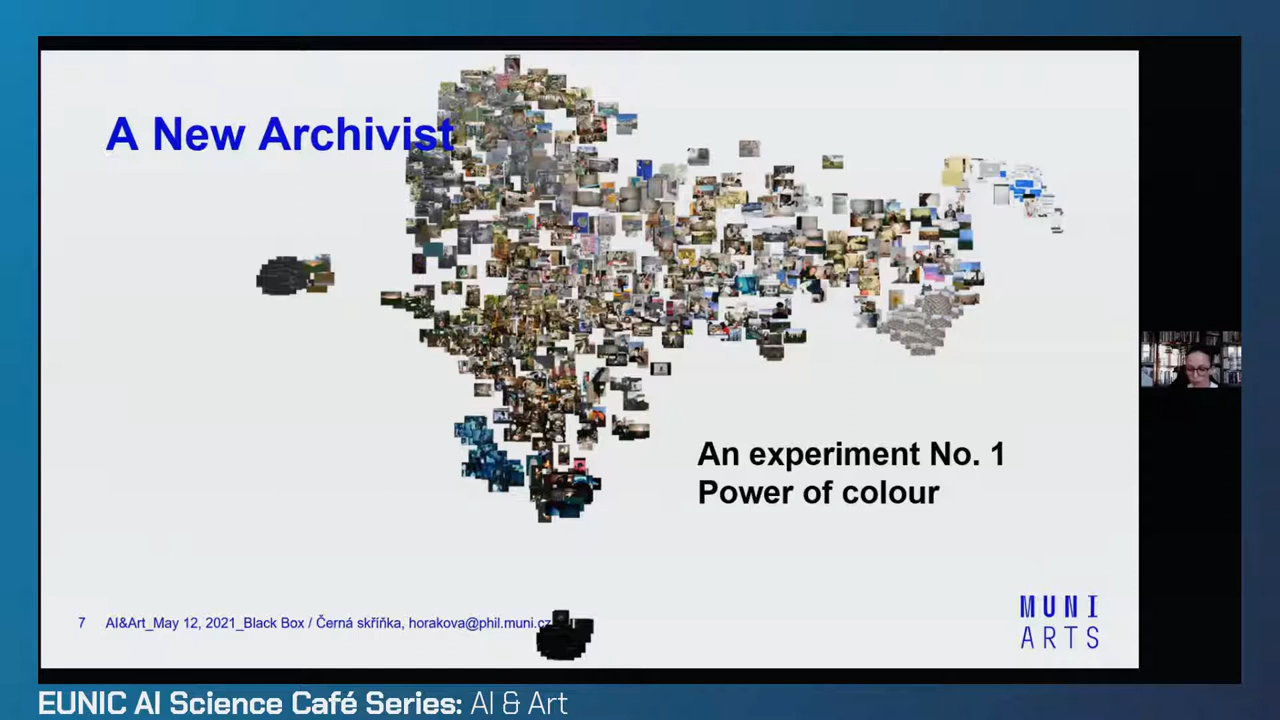 A New Archivist
An experiment No. 1
Power of colour
7 AI&Art_May 12, 2021_Black Box / Černá skříňka, horakova@phil.muni.cz
MUNI
ARTS
EUNIC AI Science Café Series: AI & Art